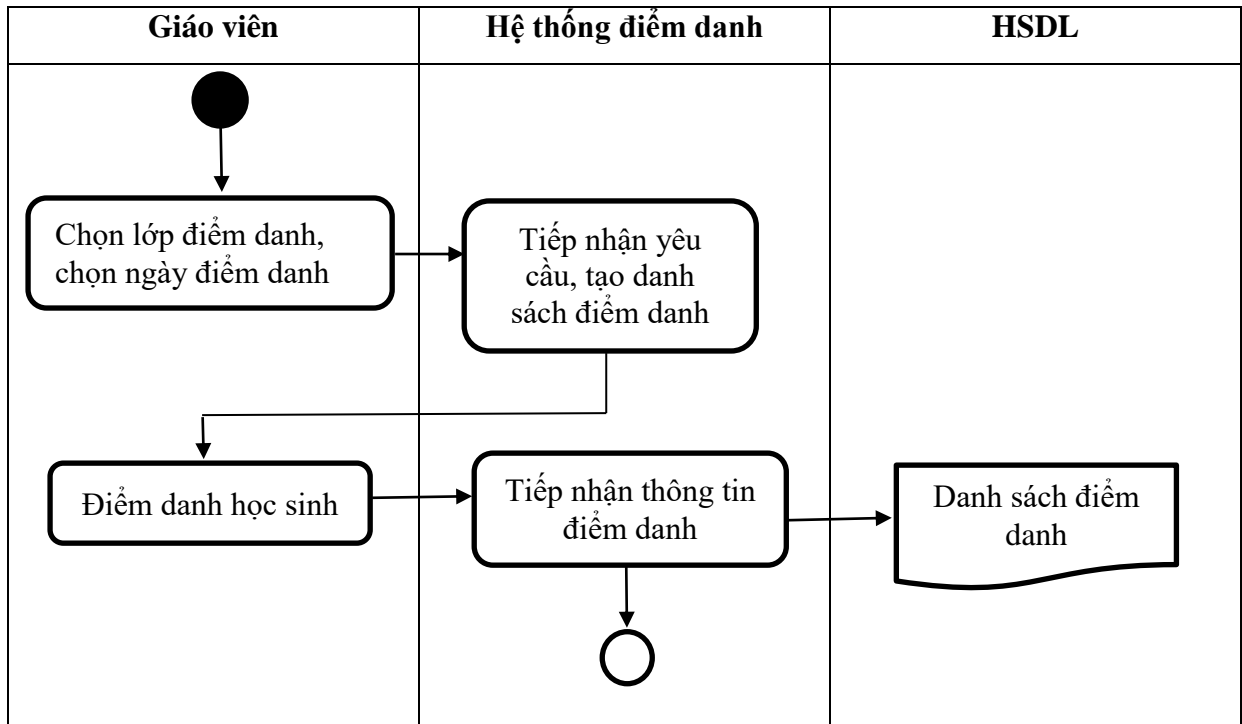 Giáo viên
Hệ thống điểm danh
HSDL
Chọn lớp điểm danh,
chọn ngày điểm danh
Tiếp nhận yêu
cầu, tạo danh
sách điểm danh
Điểm danh học sinh
Tiếp nhận thông tin
điểm danh
Danh sách điểm
danh